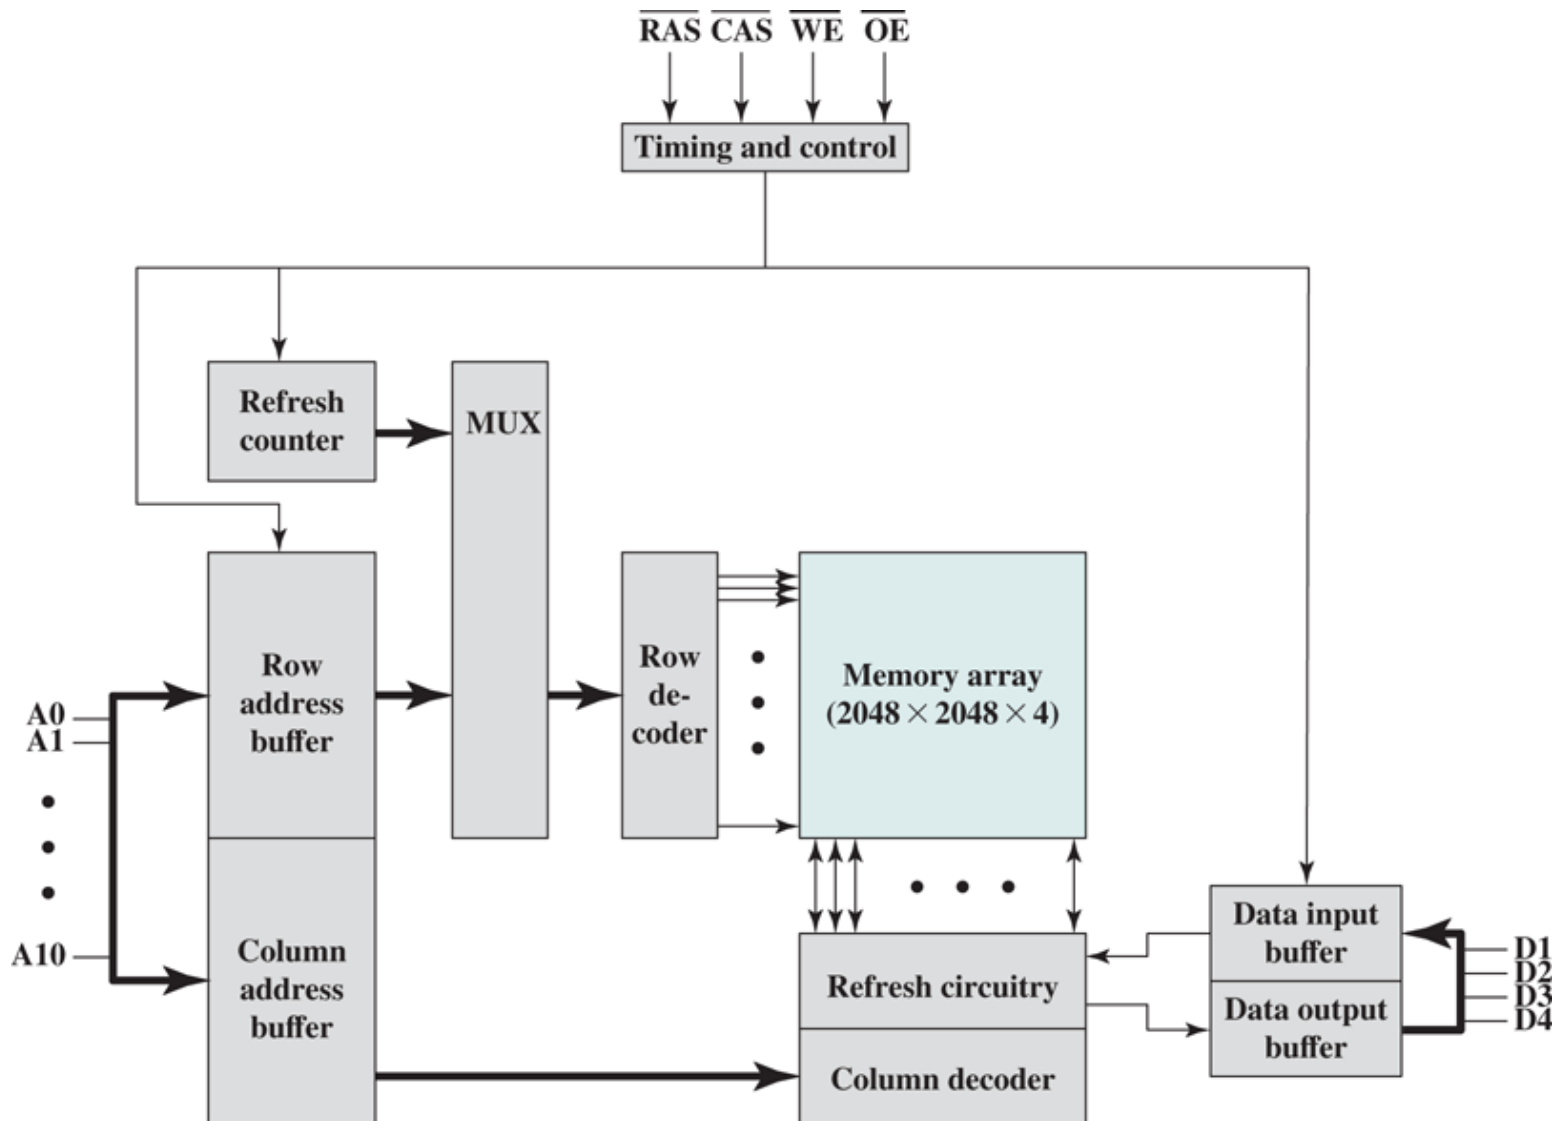 RAS CAS WE OE
Timing and control
Refresh
counter
MUX
Row
address
buffer
Row
de-
coder
Memory array
(2048 × 2048 × 4)
A0
A1
A10
Column
address
buffer
Refresh circuitry
Column decoder
Data input
buffer
Data output
buffer
D1
D2
D3
D4